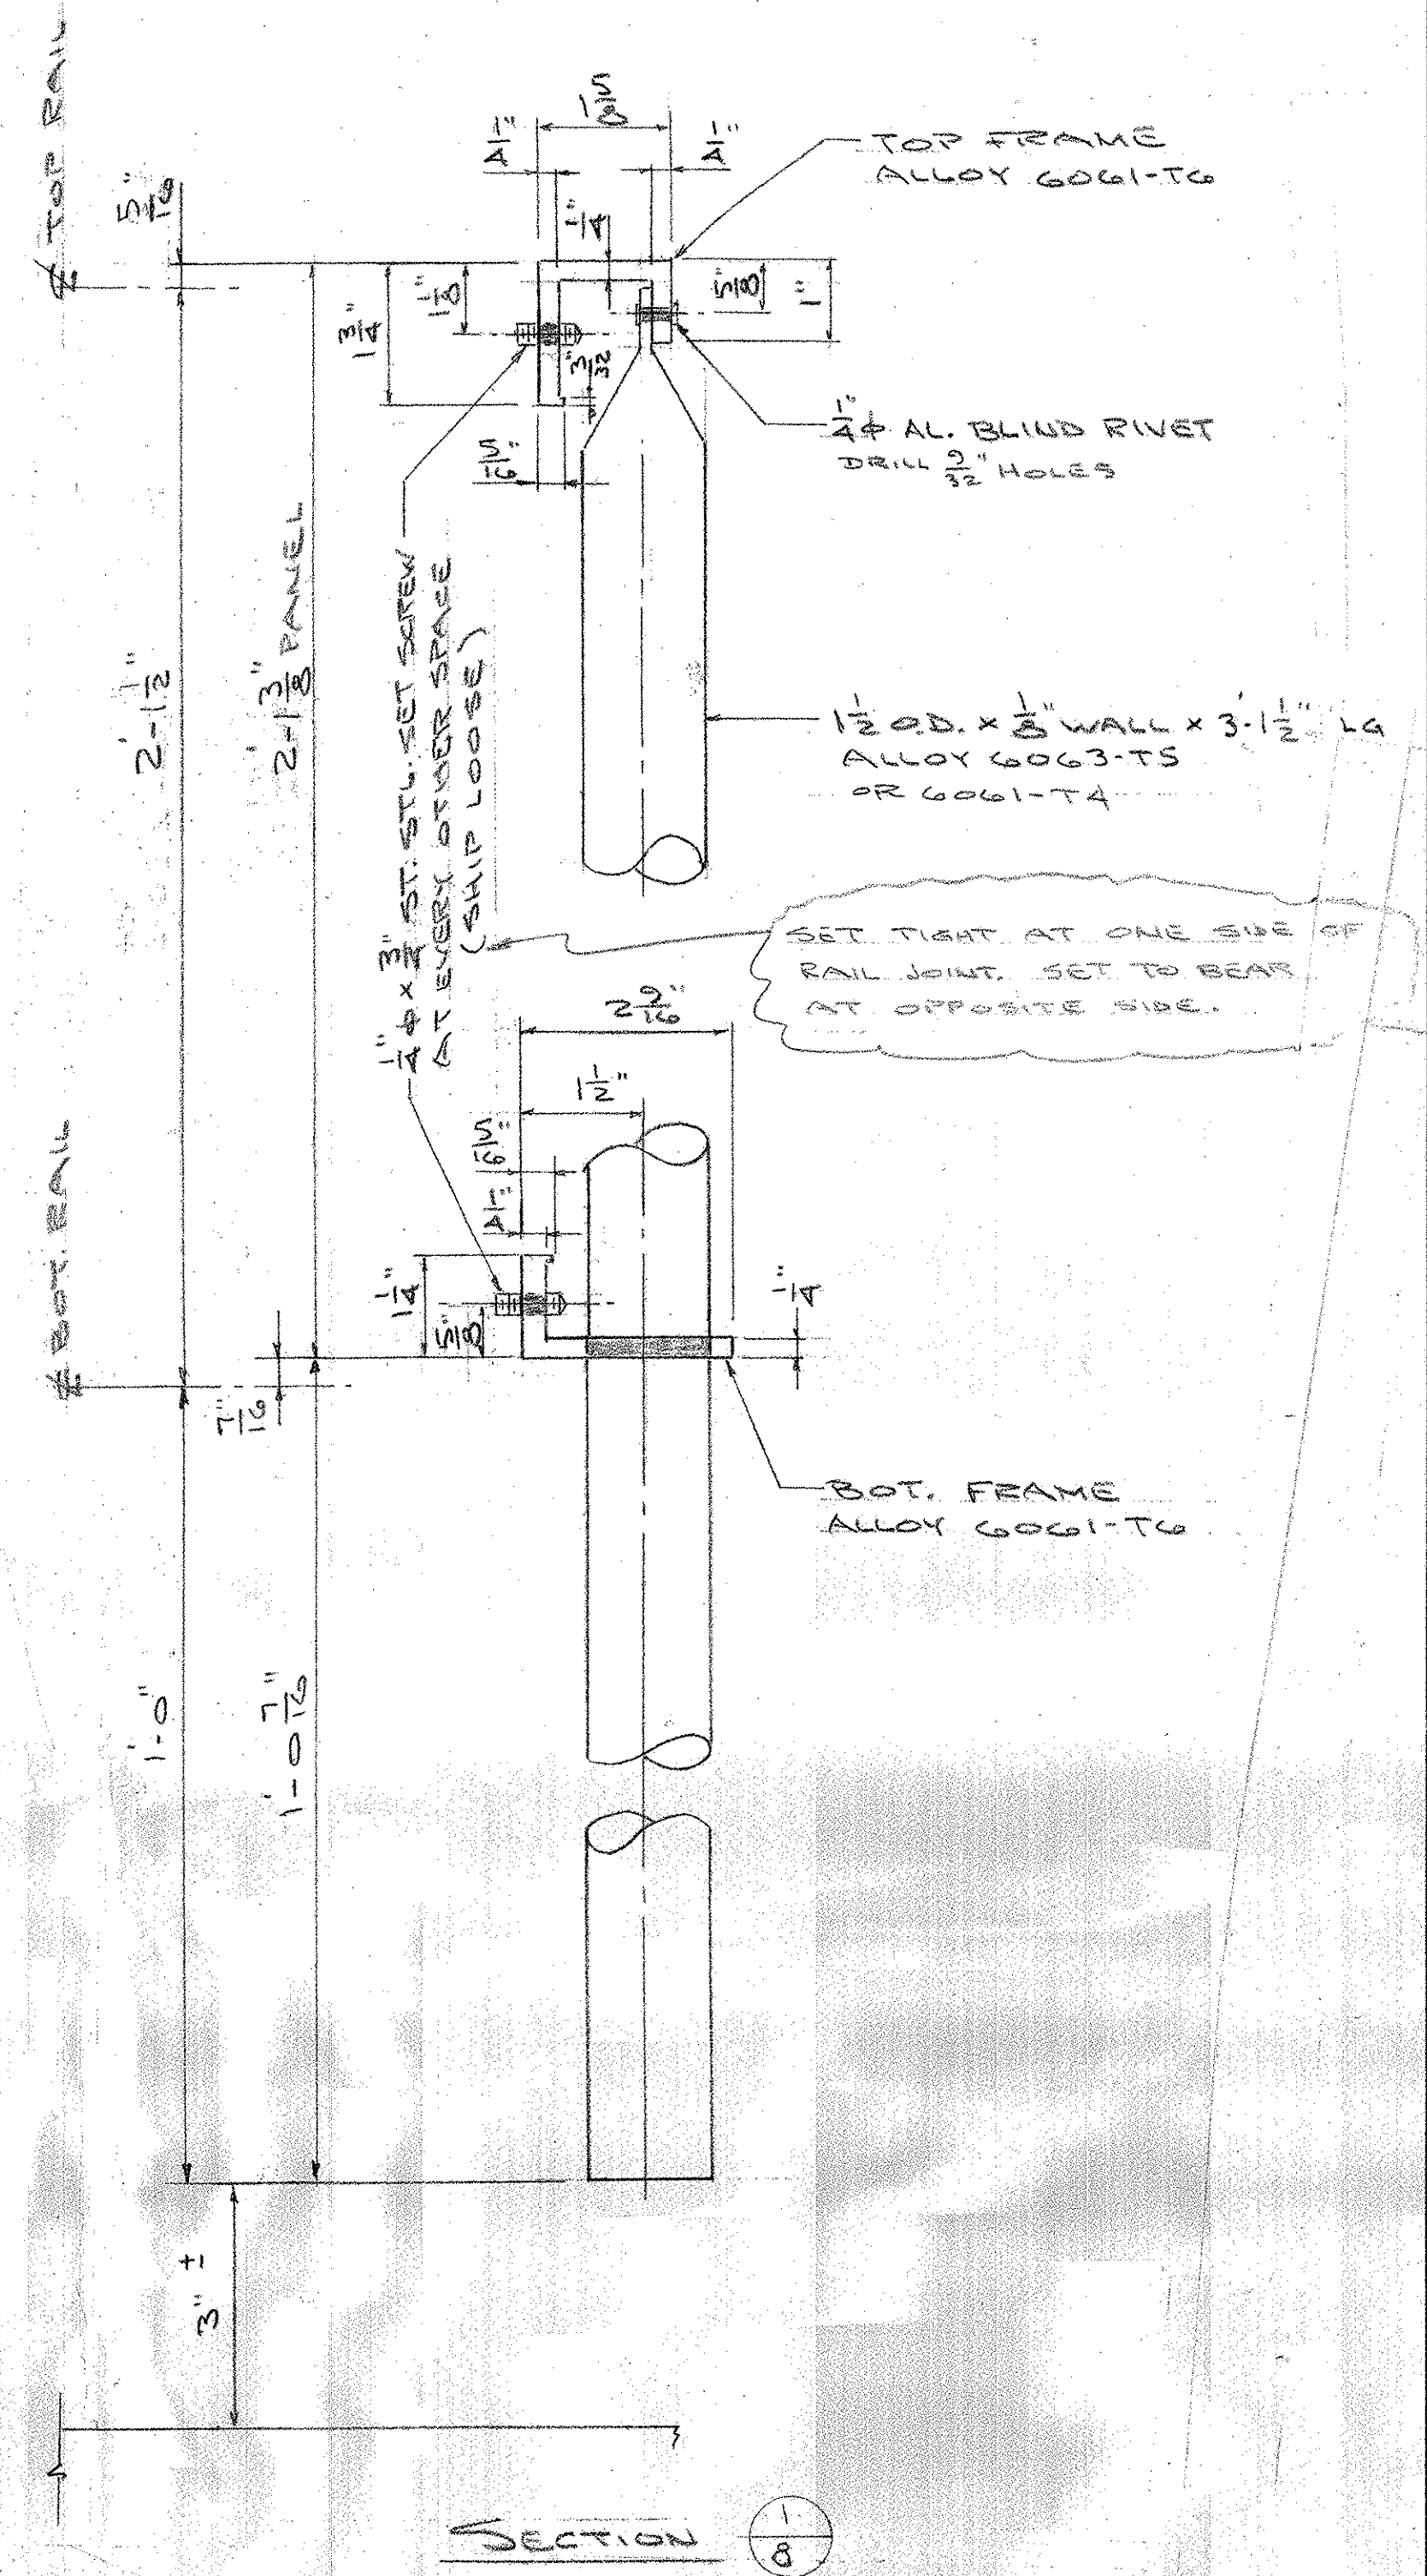 ℄ TOP RAIL
5/16"
1 5/8
1/4"
1/4"
TOP FRAME
ALLOY 6061-T6
1/4"
1 3/4"
1 1/8"
5/8"
1"
3/32"
5/16"
1/4" φ AL. BLIND RIVET
DRILL 9/32" HOLES
2'-1 1/2"
2'-1 3/8" PANEL
1/4" φ x 3/4" ST. STL. SET SCREW
AT EVERY OTHER SPACE
(SHIP LOOSE)
1 1/2 O.D. x 1/8" WALL x 3'-1 1/2" LG
ALLOY 6063-T5
OR 6061-T4
SET TIGHT AT ONE SIDE OF
RAIL JOINT. SET TO BEAR
AT OPPOSITE SIDE.
2 9/16"
1 1/2"
5/16"
1/4"
1 1/4"
5/8"
1/4"
℄ BOT. RAIL
7/16"
BOT. FRAME
ALLOY 6061-T6
1'-0"
1'-0 7/16"
3" ±
SECTION 1/8